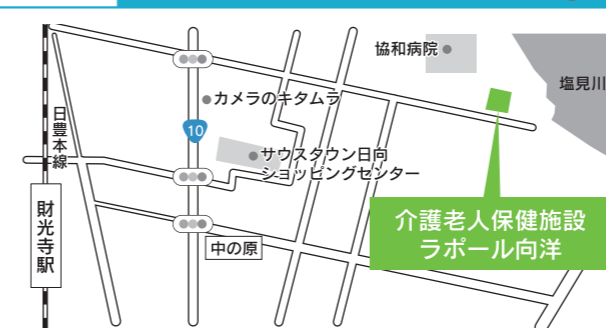 協和病院
塩見川
カメラのキタムラ
日豊本線
10
サウスタウン日向
ショッピングセンター
財光寺駅
中の原
介護老人保健施設
ラポール向洋